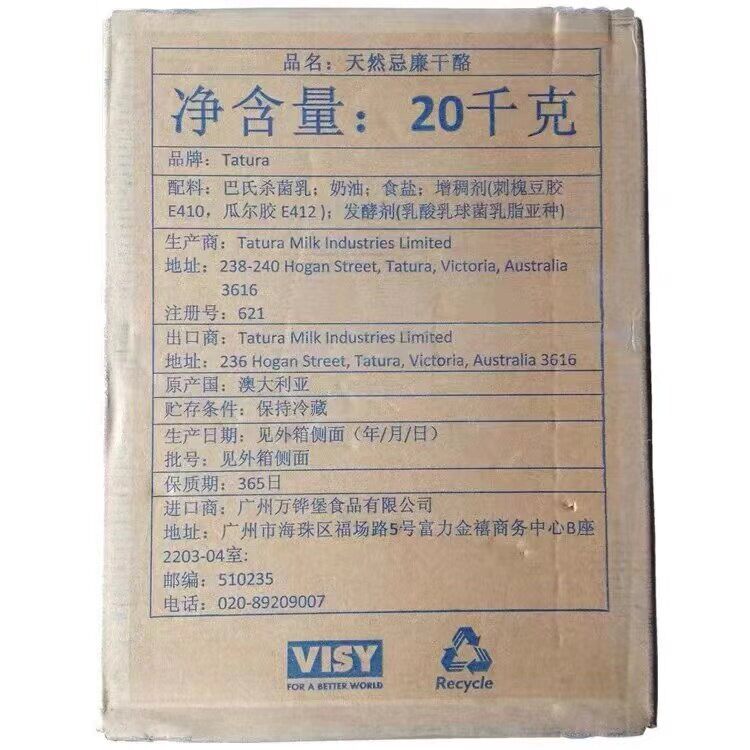 品名：天然忌廉干酪
净含量：20千克
品牌：Tatura
配料：巴氏杀菌乳；奶油；食盐；增稠剂(刺槐豆胶
E410，瓜尔胶 E412 )；发酵剂(乳酸乳球菌乳脂亚种)
生产商：Tatura Milk Industries Limited
地址：238-240 Hogan Street, Tatura, Victoria, Australia
3616
注册号：621
出口商：Tatura Milk Industries Limited
地址：236 Hogan Street, Tatura, Victoria, Australia 3616
原产国：澳大利亚
贮存条件：保持冷藏
生产日期：见外箱侧面（年/月/日）
批号：见外箱侧面
保质期：365日
进口商：广州万铧堡食品有限公司
地址：广州市海珠区福场路5号富力金禧商务中心B座
2203-04室:
邮编：510235
电话：020-89209007
VISY
FOR A BETTER WORLD
Recycle